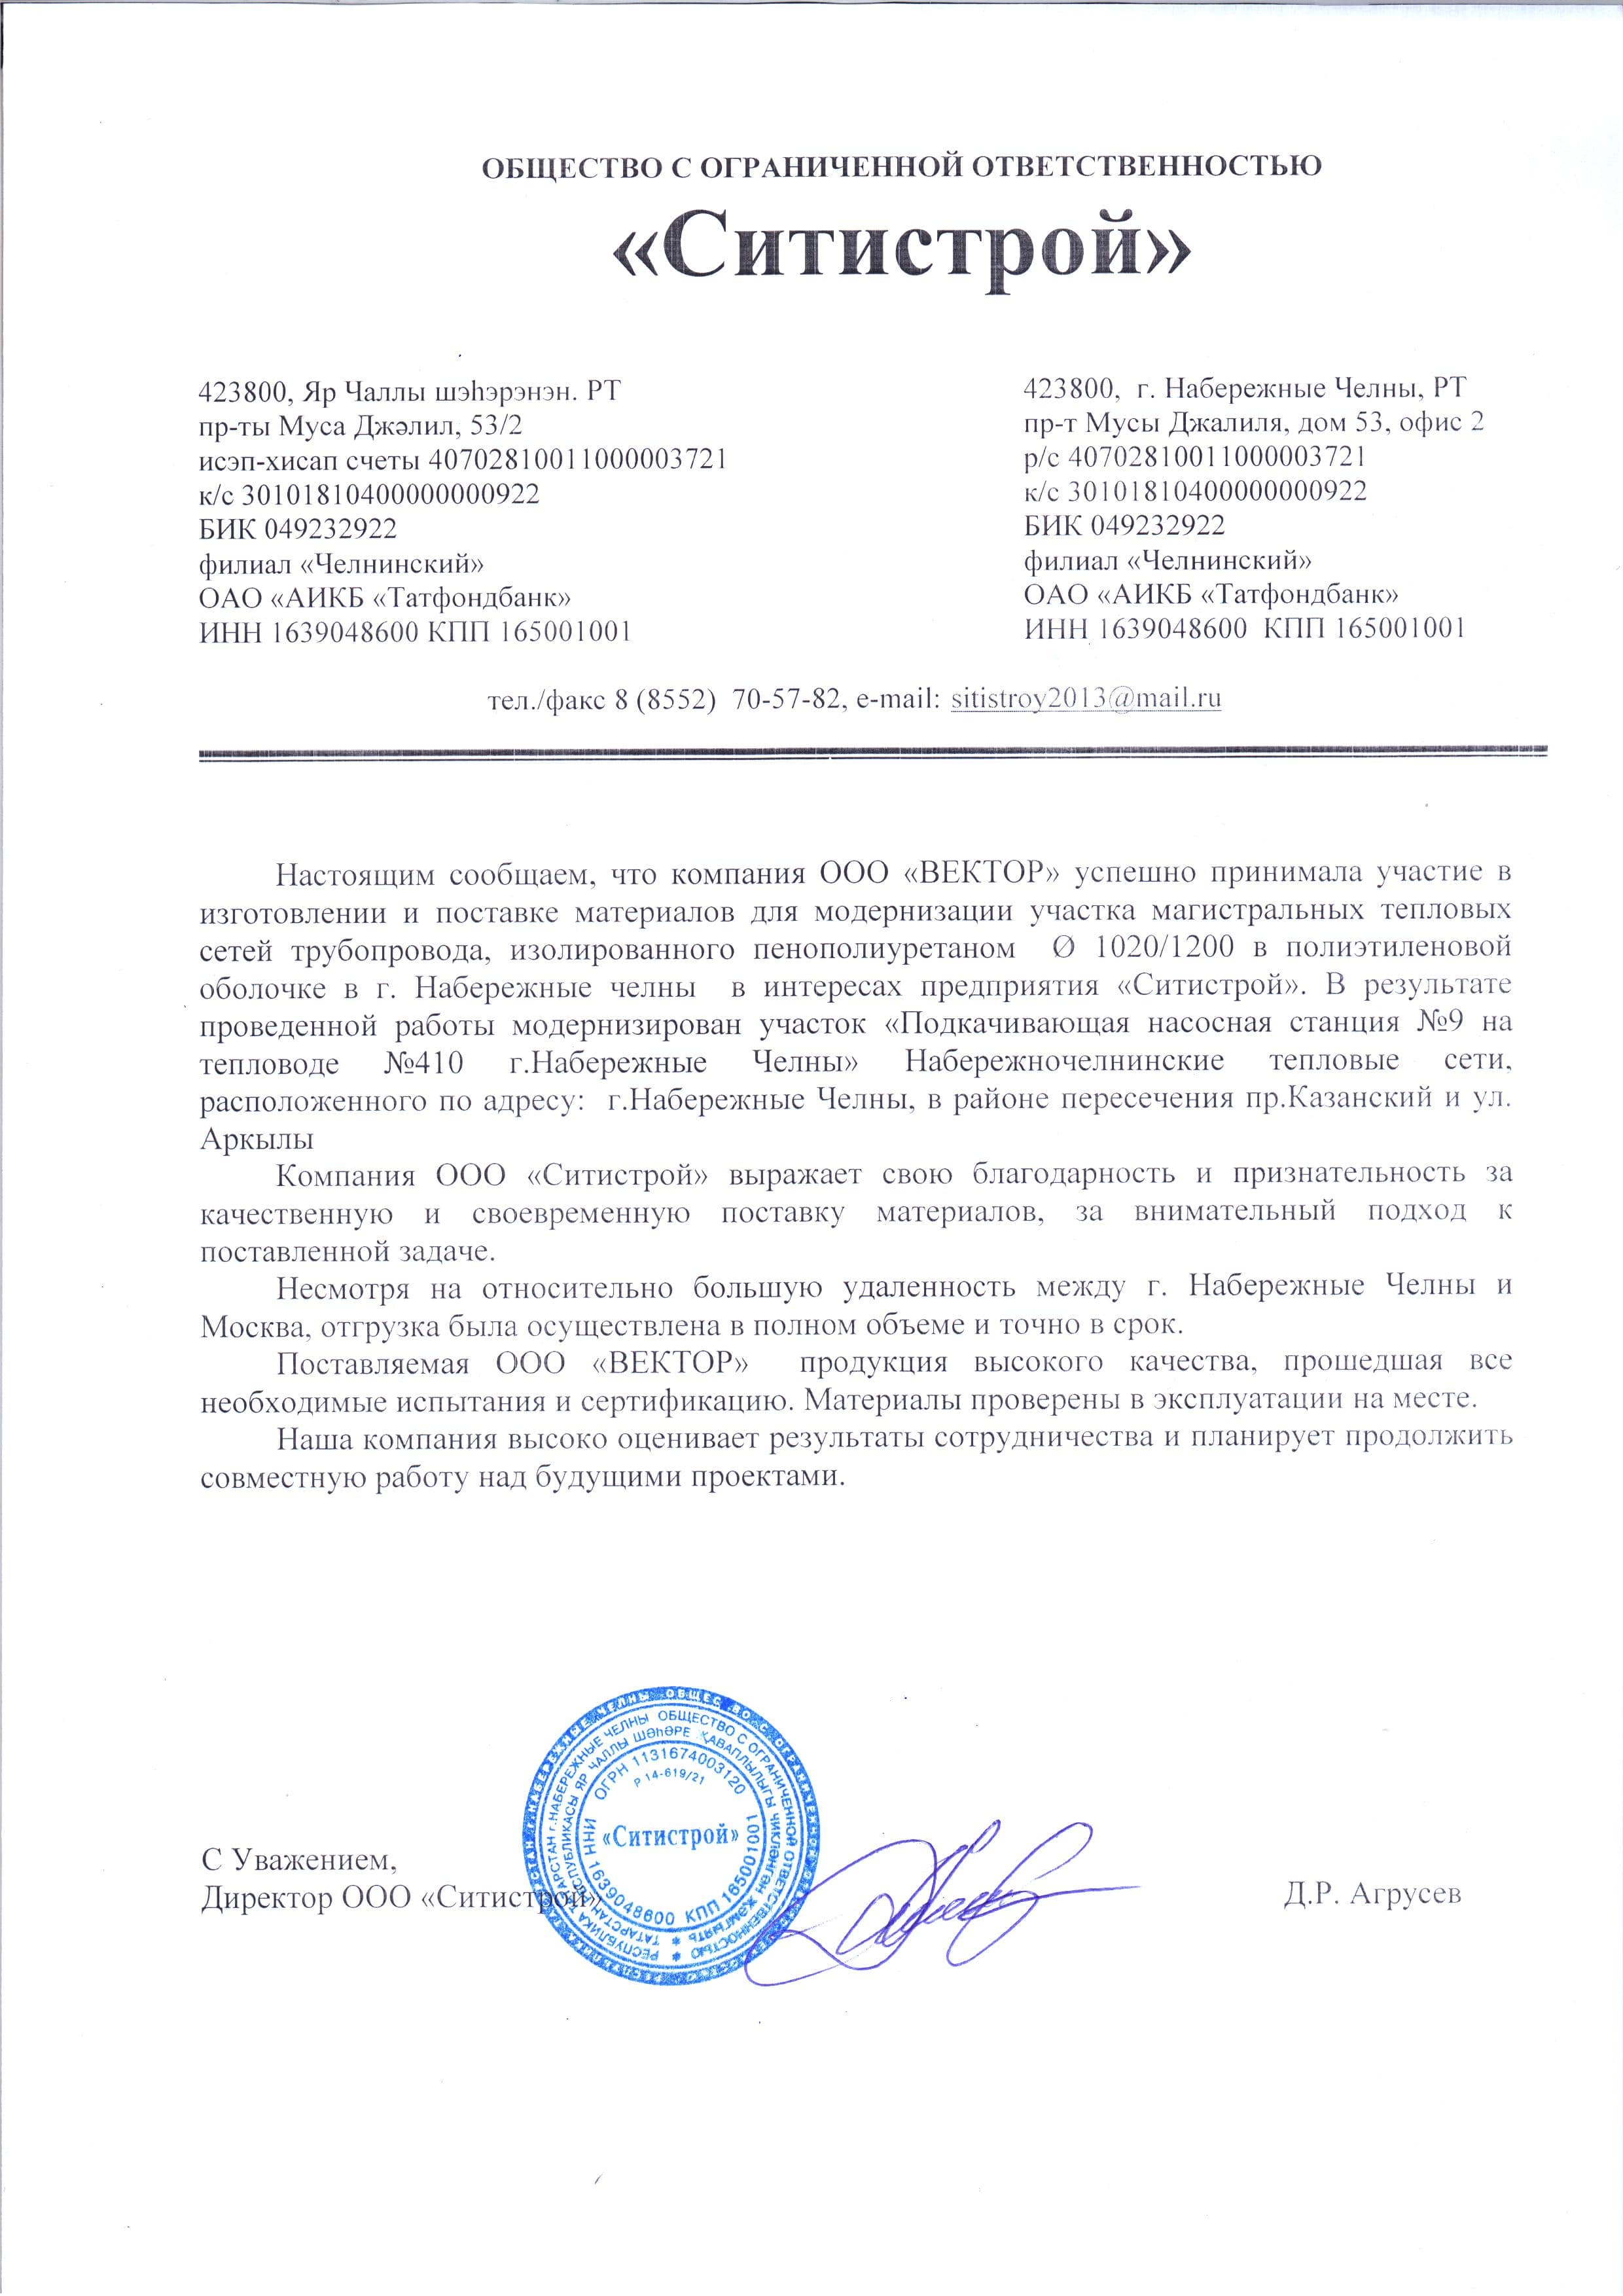 ОБЩЕСТВО С ОГРАНИЧЕННОЙ ОТВЕТСТВЕННОСТЬЮ
«Ситистрой»
423800, Яр Чаллы шэһэрэнэн. РТ
пр-ты Муса Джәлил, 53/2
исэп-хисап счеты 40702810011000003721
к/с 30101810400000000922
БИК 049232922
филиал «Челнинский»
ОАО «АИКБ «Татфондбанк»
ИНН 1639048600 КПП 165001001
423800,  г. Набережные Челны, РТ
пр-т Мусы Джалиля, дом 53, офис 2
р/с 40702810011000003721
к/с 30101810400000000922
БИК 049232922
филиал «Челнинский»
ОАО «АИКБ «Татфондбанк»
ИНН 1639048600  КПП 165001001
тел./факс 8 (8552)  70-57-82, e-mail: sitistroy2013@mail.ru
Настоящим сообщаем, что компания ООО «ВЕКТОР» успешно принимала участие в
изготовлении и поставке материалов для модернизации участка магистральных тепловых
сетей трубопровода, изолированного пенополиуретаном  Ø 1020/1200 в полиэтиленовой
оболочке в г. Набережные челны  в интересах предприятия «Ситистрой». В результате
проведенной работы модернизирован участок «Подкачивающая насосная станция №9 на
тепловоде №410 г.Набережные Челны» Набережночелнинские тепловые сети,
расположенного по адресу:  г.Набережные Челны, в районе пересечения пр.Казанский и ул.
Аркылы
Компания ООО «Ситистрой» выражает свою благодарность и признательность за
качественную и своевременную поставку материалов, за внимательный подход к
поставленной задаче.
Несмотря на относительно большую удаленность между г. Набережные Челны и
Москва, отгрузка была осуществлена в полном объеме и точно в срок.
Поставляемая ООО «ВЕКТОР»  продукция высокого качества, прошедшая все
необходимые испытания и сертификацию. Материалы проверены в эксплуатации на месте.
Наша компания высоко оценивает результаты сотрудничества и планирует продолжить
совместную работу над будущими проектами.
С Уважением,
Директор ООО «Ситистрой»
Д.Р. Агрусев
РЕСПУБЛИКА ТАТАРСТАН г.НАБЕРЕЖНЫЕ ЧЕЛНЫ ОБЩЕСТВО С ОГРАНИЧЕННОЙ ОТВЕТСТВЕННОСТЬЮ
ТАТАРСТАН РЕСПУБЛИКАСЫ ЯР ЧАЛЛЫ ШӘҺӘРЕ ҖАВАПЛЫЛЫГЫ ЧИКЛӘНГӘН ҖӘМГЫЯТЬ
ОГРН 1131674003120
Р 14-619/21
«Ситистрой»
ИНН 1639048600 КПП 165001001